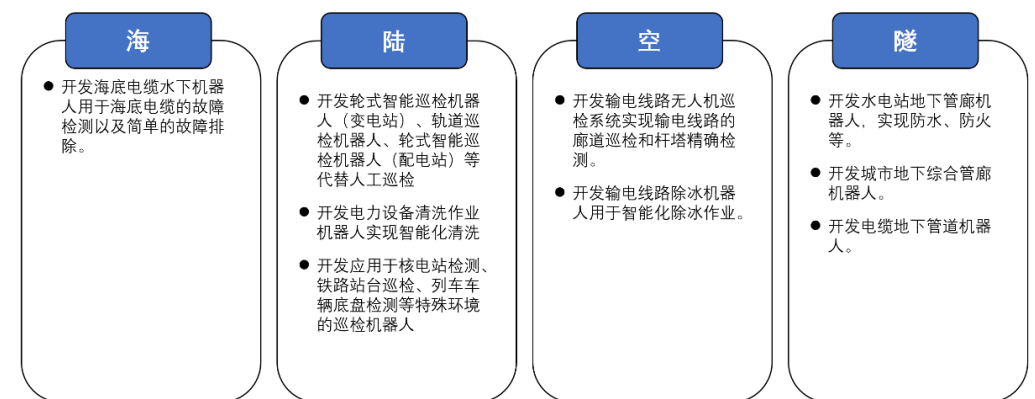 海
● 开发海底电缆水下机器
人用于海底电缆的故障
检测以及简单的故障排
除。
陆
● 开发轮式智能巡检机器
人（变电站）、轨道巡
检机器人、轮式智能巡
检机器人（配电站）等
代替人工巡检
● 开发电力设备清洗作业
机器人实现智能化清洗
● 开发应用于核电站检测、
铁路站台巡检、列车车
辆底盘检测等特殊环境
的巡检机器人
空
● 开发输电线路无人机巡
检系统实现输电线路的
廊道巡检和杆塔精确检
测。
● 开发输电线路除冰机器
人用于智能化除冰作业。
隧
● 开发水电站地下管廊机
器人，实现防水、防火
等。
● 开发城市地下综合管廊
机器人。
● 开发电缆地下管道机器
人。